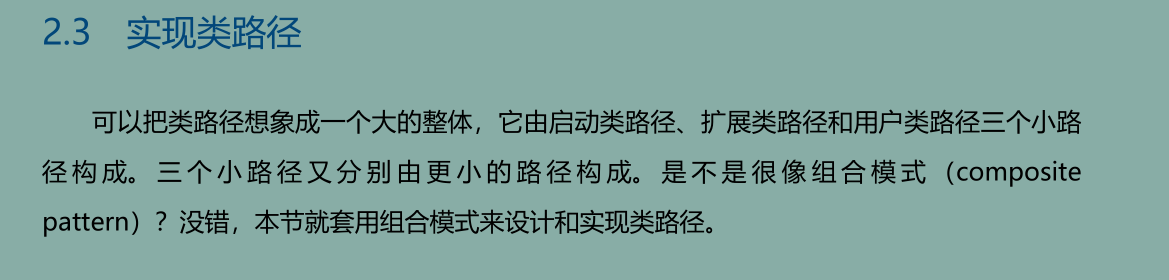 2.3 实现类路径
可以把类路径想象成一个大的整体，它由启动类路径、扩展类路径和用户类路径三个小路
径构成。三个小路径又分别由更小的路径构成。是不是很像组合模式（composite
pattern）？没错，本节就套用组合模式来设计和实现类路径。